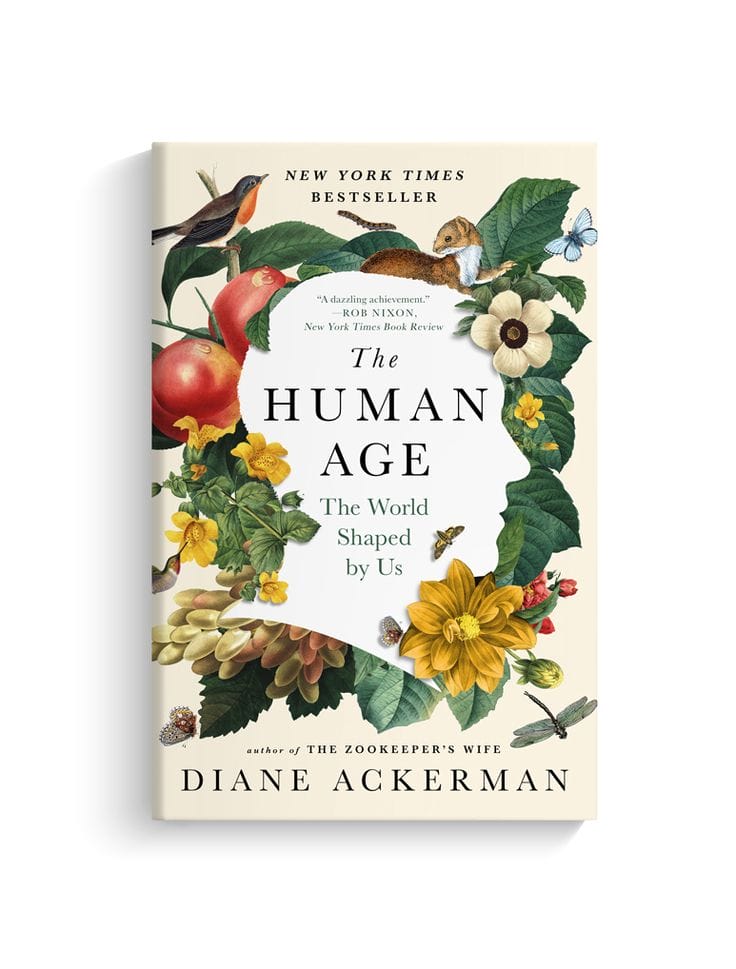 NEW YORK TIMES
BESTSELLER
“A dazzling achievement.”
—ROB NIXON,
New York Times Book Review
The
HUMAN
AGE
The World
Shaped
by Us
author of THE ZOOKEEPER'S WIFE
DIANE ACKERMAN